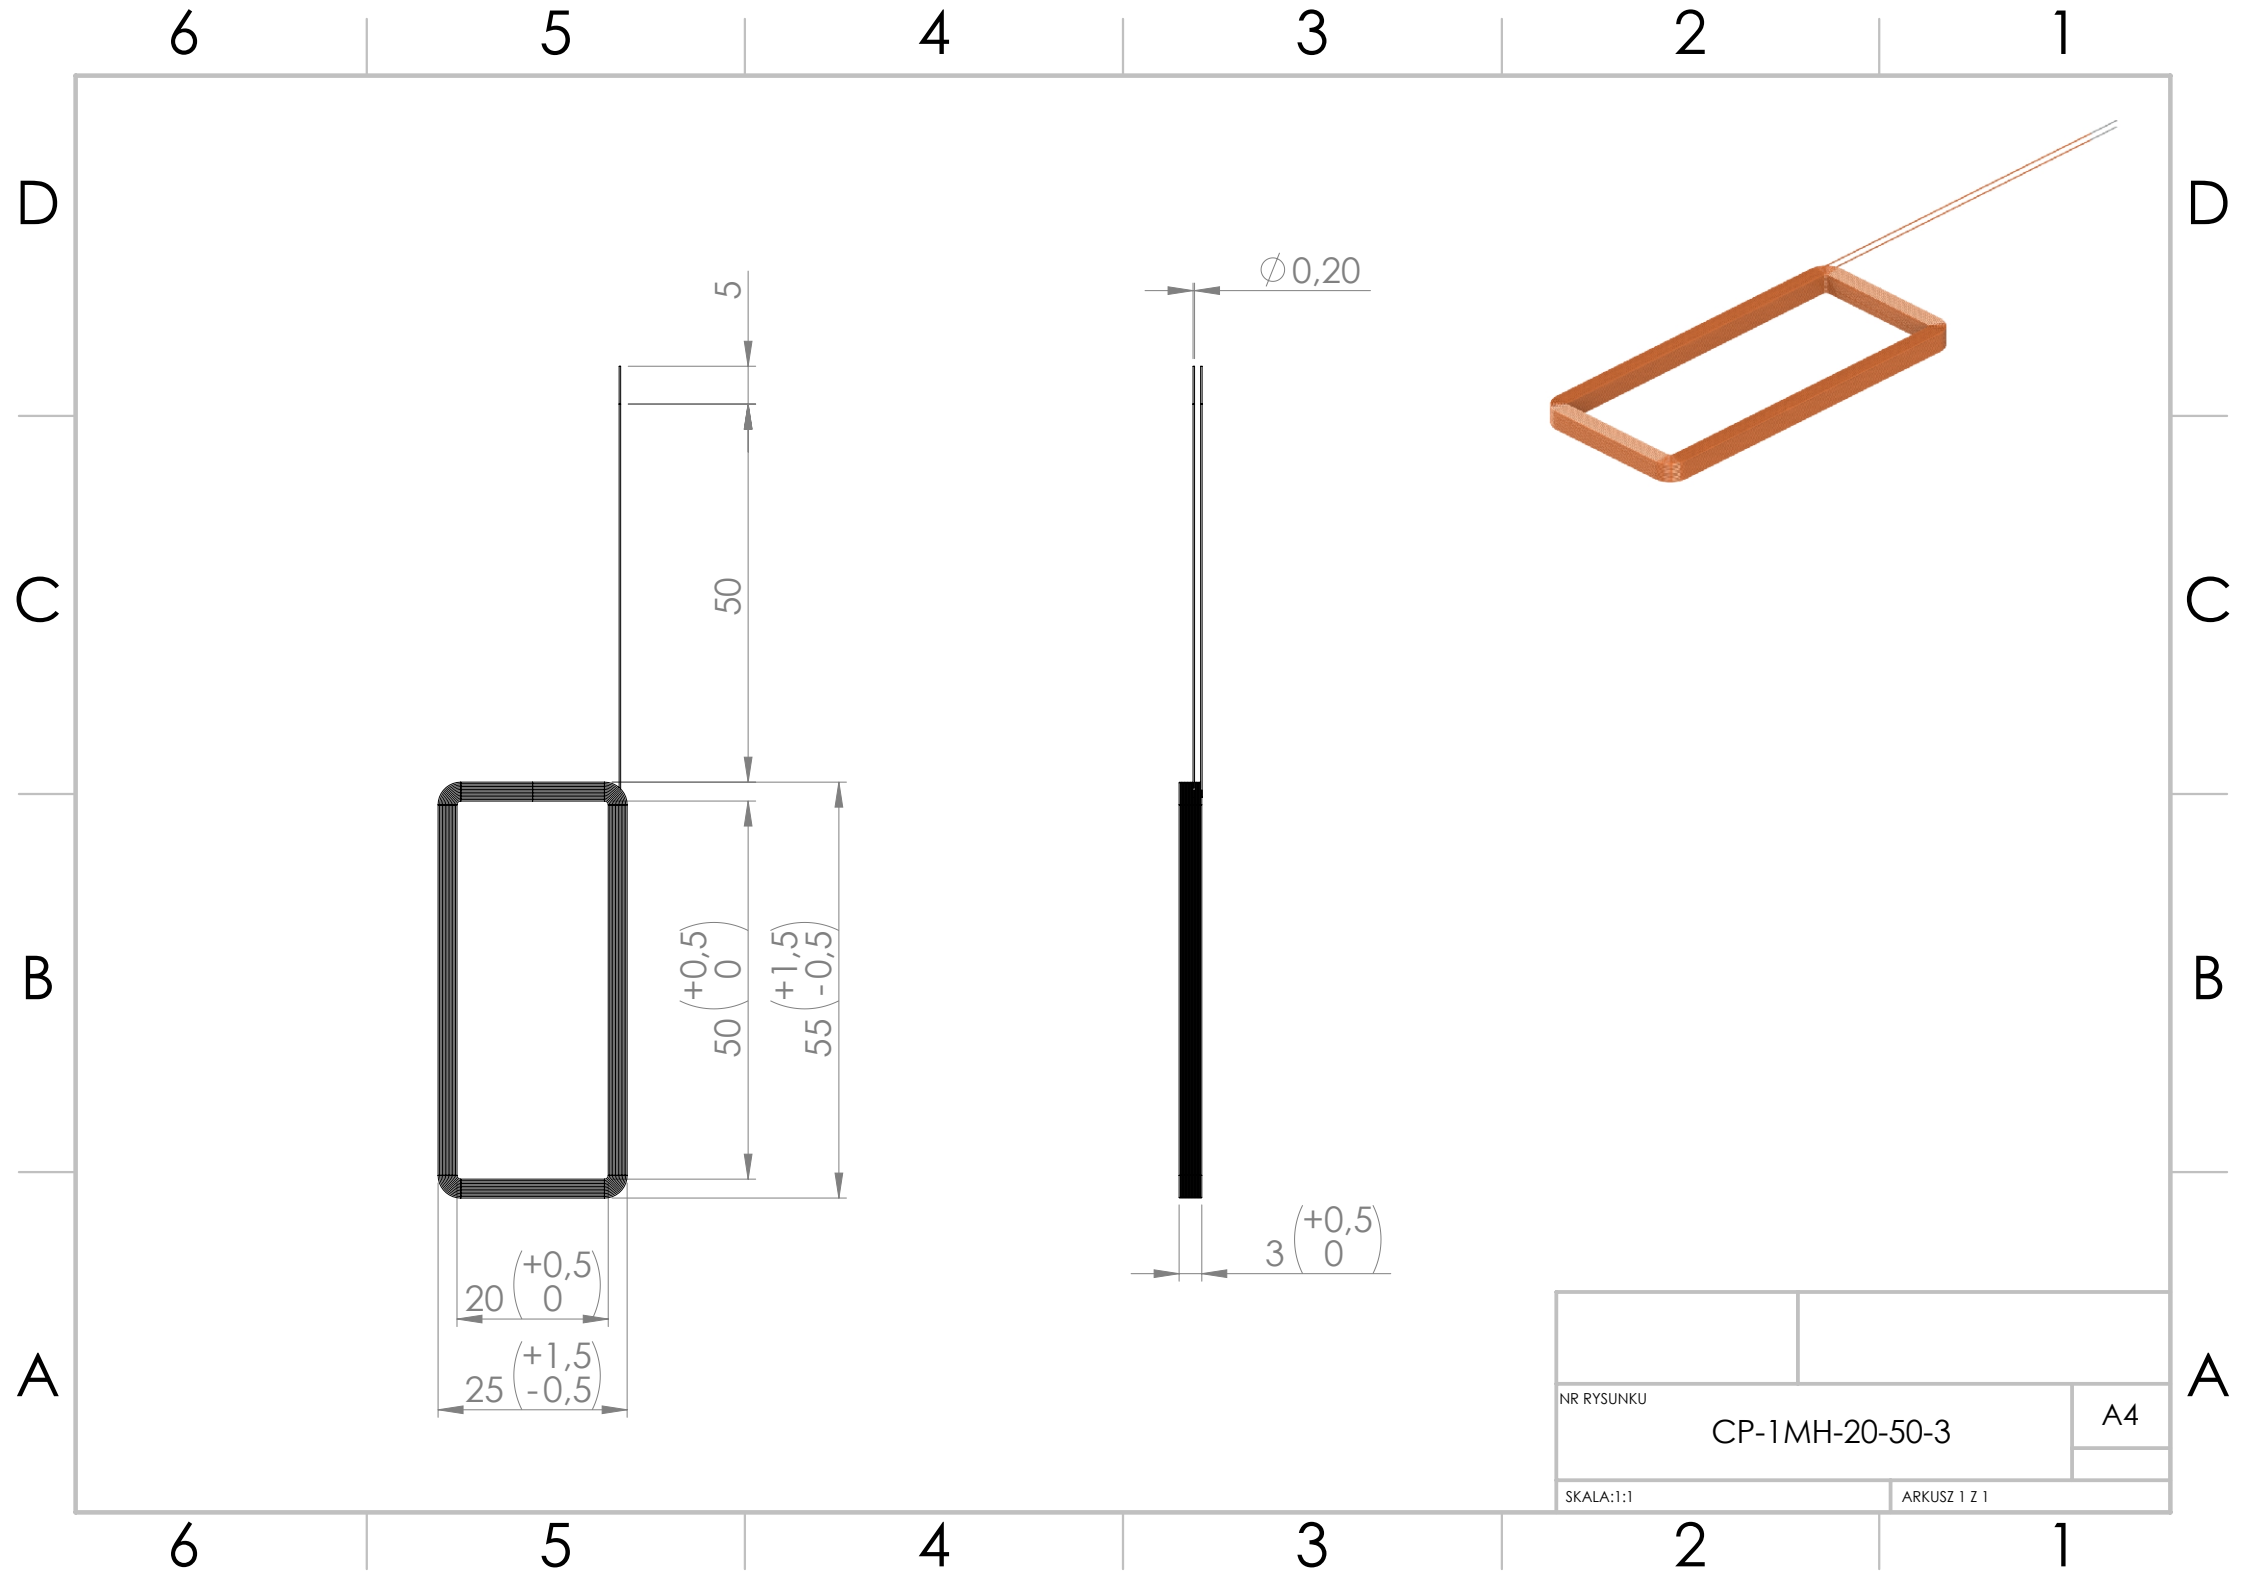 6 5 4 3 2 1
D D
C C
B B
A A
5
50
50 (+0,5 0)
55 (+1,5 -0,5)
20 (+0,5 0)
25 (+1,5 -0,5)
∅0,20
3 (+0,5 0)
NR RYSUNKU
CP-1MH-20-50-3
A4
SKALA:1:1
ARKUSZ 1 Z 1
6 5 4 3 2 1